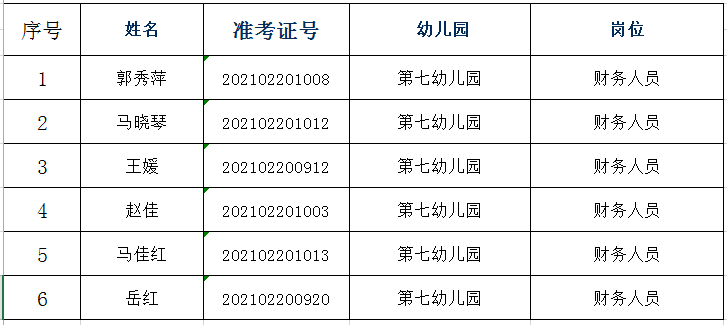 序号 姓名 准考证号 幼儿园 岗位
1 郭秀萍 202102201008 第七幼儿园 财务人员
2 马晓琴 202102201012 第七幼儿园 财务人员
3 王媛 202102200912 第七幼儿园 财务人员
4 赵佳 202102201003 第七幼儿园 财务人员
5 马佳红 202102201013 第七幼儿园 财务人员
6 岳红 202102200920 第七幼儿园 财务人员